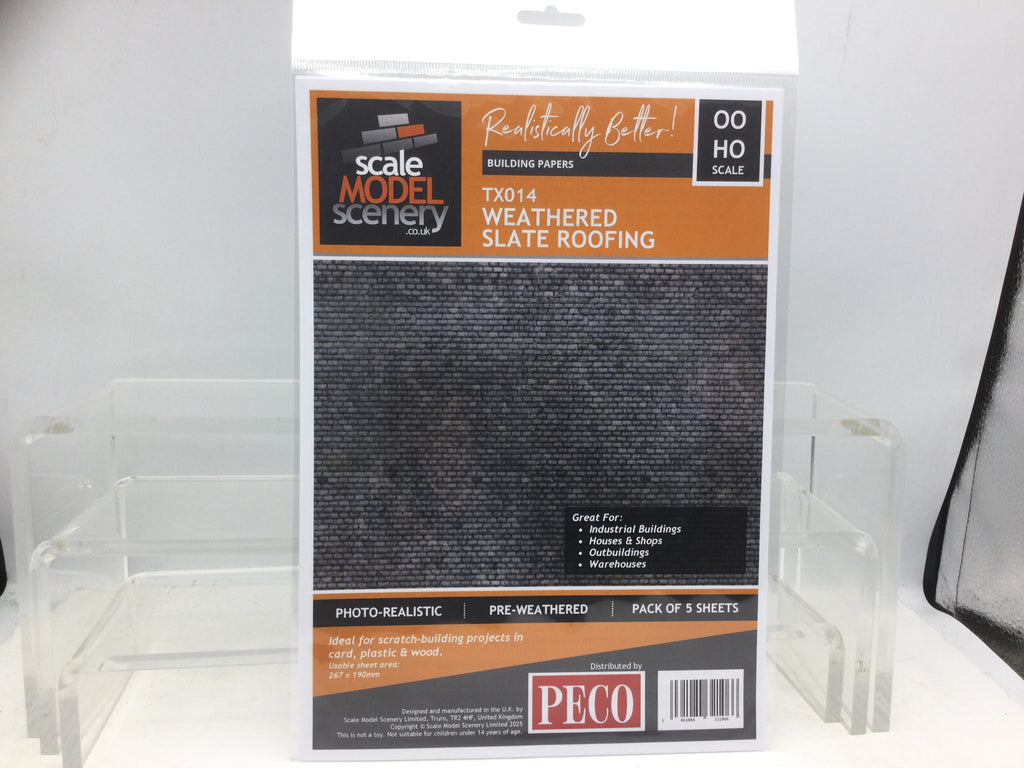 scale
MODEL
scenery
.co.uk
Realistically Better!
BUILDING PAPERS
OO
HO
SCALE
TX014
WEATHERED
SLATE ROOFING
Great For:
• Industrial Buildings
• Houses & Shops
• Outbuildings
• Warehouses
PHOTO-REALISTIC
PRE-WEATHERED
PACK OF 5 SHEETS
Ideal for scratch-building projects in
card, plastic & wood.
Usable sheet area:
267 x 190mm
Designed and manufactured in the U.K. by
Scale Model Scenery Limited, Truro, TR2 4HF, United Kingdom
Copyright © Scale Model Scenery Limited 2025
This is not a toy. Not suitable for children under 14 years of age.
Distributed by
PECO